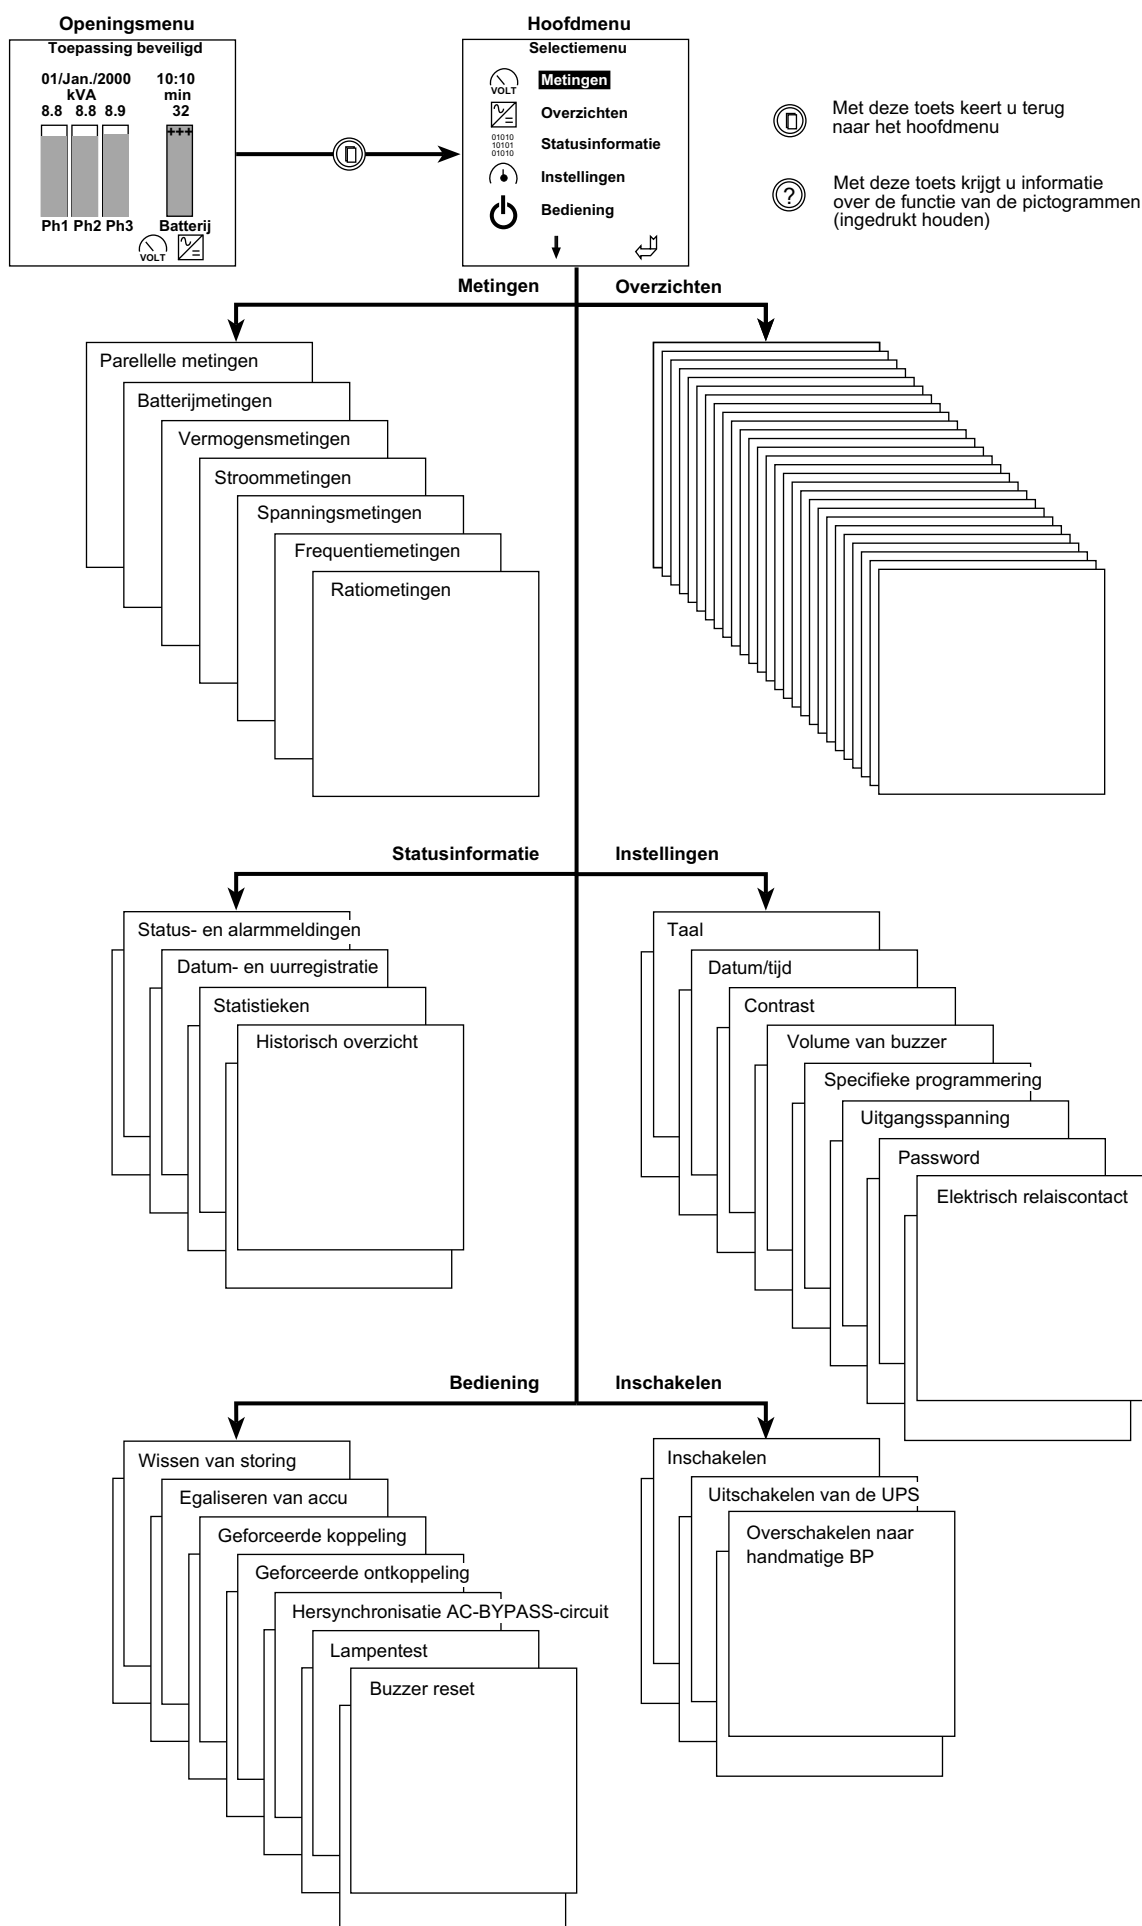 Openingsmenu
Toepassing beveiligd
01/Jan./2000 10:10
kVA min
8.8 8.8 8.9 32
+++
Ph1 Ph2 Ph3 Batterij
VOLT
Hoofdmenu
Selectiemenu
VOLT Metingen
Overzichten
01010
10101
01010
Statusinformatie
Instellingen
Bediening
Met deze toets keert u terug
naar het hoofdmenu
?
Met deze toets krijgt u informatie
over de functie van de pictogrammen
(ingedrukt houden)
Metingen
Overzichten
Parellelle metingen
Batterijmetingen
Vermogensmetingen
Stroommetingen
Spanningsmetingen
Frequentiemetingen
Ratiometingen
Statusinformatie
Instellingen
Status- en alarmmeldingen
Datum- en uurregistratie
Statistieken
Historisch overzicht
Taal
Datum/tijd
Contrast
Volume van buzzer
Specifieke programmering
Uitgangsspanning
Password
Elektrisch relaiscontact
Bediening
Inschakelen
Wissen van storing
Egaliseren van accu
Geforceerde koppeling
Geforceerde ontkoppeling
Hersynchronisatie AC-BYPASS-circuit
Lampentest
Buzzer reset
Inschakelen
Uitschakelen van de UPS
Overschakelen naar
handmatige BP